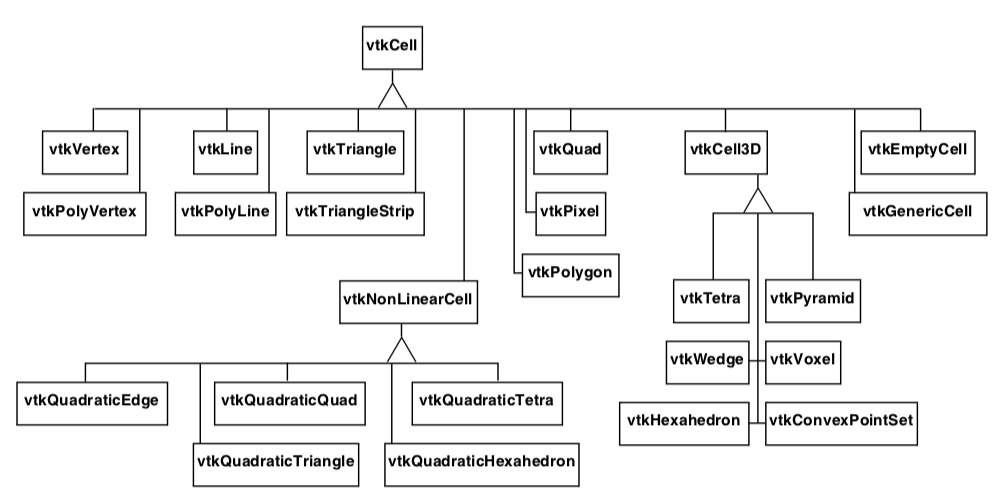 vtkCell
vtkVertex
vtkLine
vtkTriangle
vtkQuad
vtkCell3D
vtkEmptyCell
vtkPolyVertex
vtkPolyLine
vtkTriangleStrip
vtkPixel
vtkGenericCell
vtkPolygon
vtkNonLinearCell
vtkTetra
vtkPyramid
vtkWedge
vtkVoxel
vtkQuadraticEdge
vtkQuadraticQuad
vtkQuadraticTetra
vtkHexahedron
vtkConvexPointSet
vtkQuadraticTriangle
vtkQuadraticHexahedron